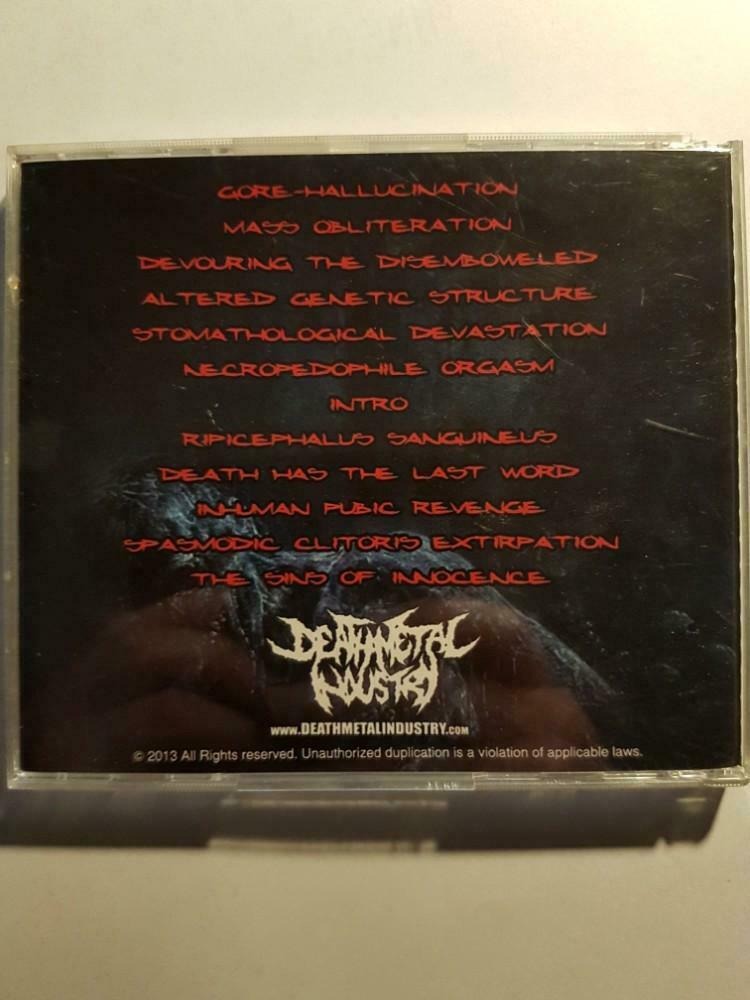 GORE-HALLUCINATION
MASS OBLITERATION
DEVOURING THE DISEMBOWELED
ALTERED GENETIC STRUCTURE
STOMATHOLOGICAL DEVASTATION
NECROPEDOPHILE ORGASM
INTRO
RIPICEPHALUS SANGUINEUS
DEATH HAS THE LAST WORD
INHUMAN PUBIC REVENGE
SPASMODIC CLITORIS EXTIRPATION
THE SINS OF INNOCENCE
DEATHMETAL
INDUSTRY
www.DEATHMETALINDUSTRY.com
© 2013 All Rights reserved. Unauthorized duplication is a violation of applicable laws.